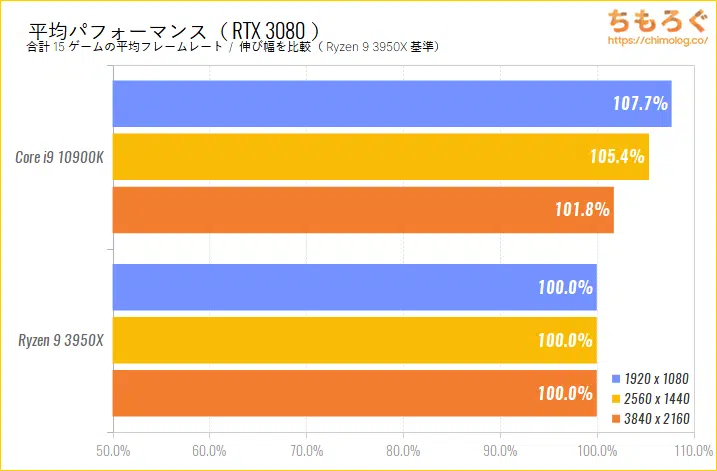 平均パフォーマンス（ RTX 3080 ）
合計 15 ゲームの平均フレームレート / 伸び幅を比較（ Ryzen 9 3950X 基準）
ちもろぐ
https://chimolog.co/
Core i9 10900K
107.7%
105.4%
101.8%
Ryzen 9 3950X
100.0%
100.0%
100.0%
1920 x 1080
2560 x 1440
3840 x 2160
50.0% 60.0% 70.0% 80.0% 90.0% 100.0% 110.0%